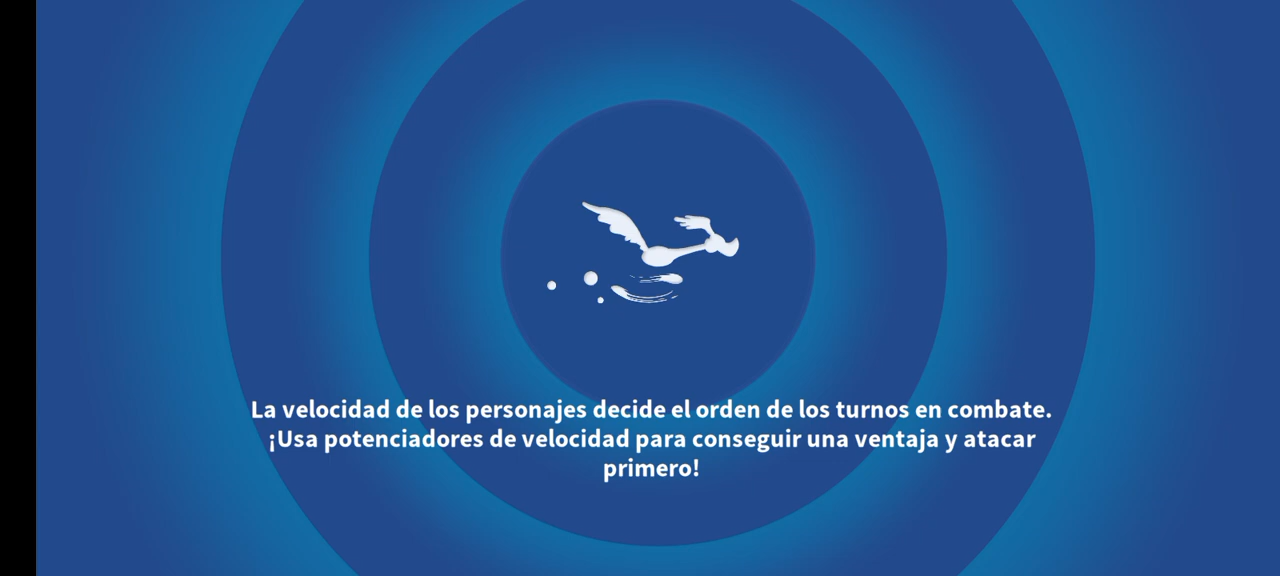 La velocidad de los personajes decide el orden de los turnos en combate.
¡Usa potenciadores de velocidad para conseguir una ventaja y atacar
primero!